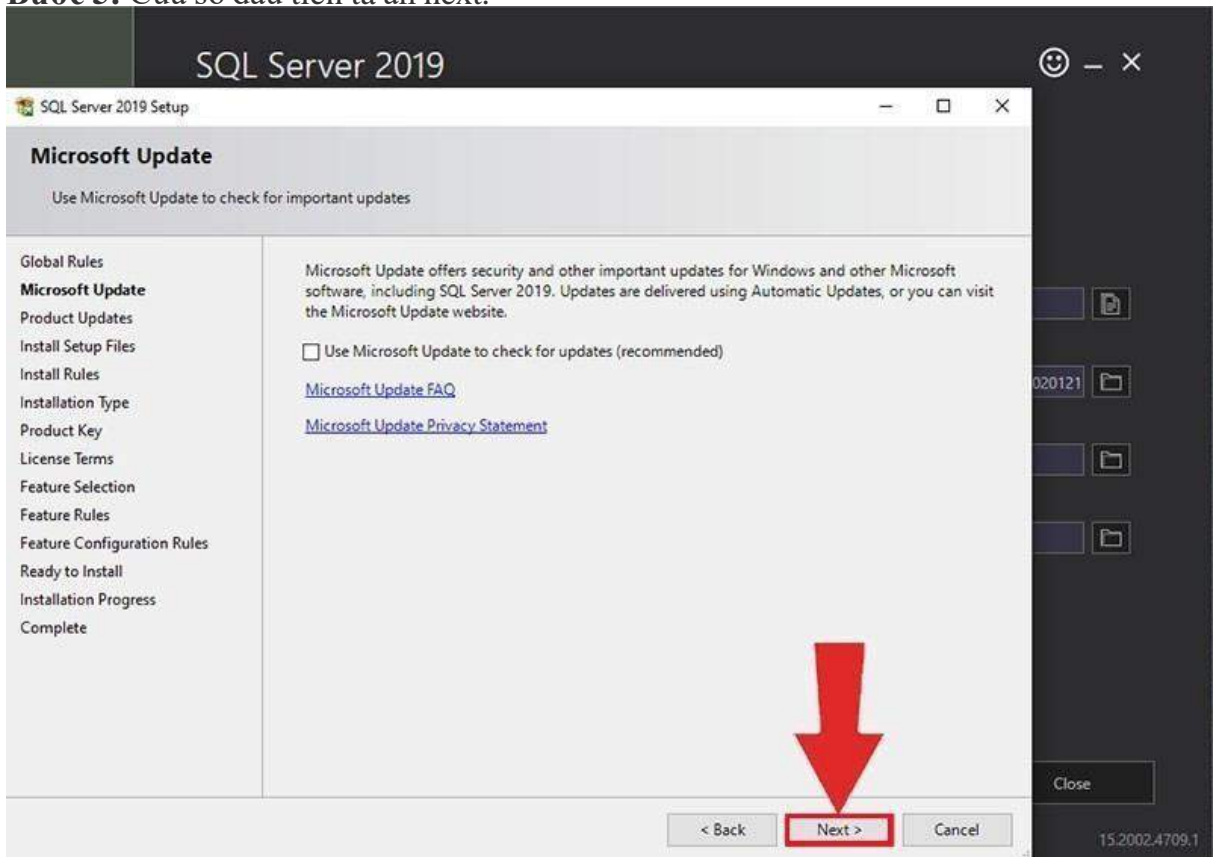 SQL Server 2019
SQL Server 2019 Setup
Microsoft Update
Use Microsoft Update to check for important updates
Global Rules
Microsoft Update
Product Updates
Install Setup Files
Install Rules
Installation Type
Product Key
License Terms
Feature Selection
Feature Rules
Feature Configuration Rules
Ready to Install
Installation Progress
Complete
Microsoft Update offers security and other important updates for Windows and other Microsoft
software, including SQL Server 2019. Updates are delivered using Automatic Updates, or you can visit
the Microsoft Update website.
Use Microsoft Update to check for updates (recommended)
Microsoft Update FAQ
Microsoft Update Privacy Statement
020121
Close
< Back Next > Cancel
15.2002.4709.1